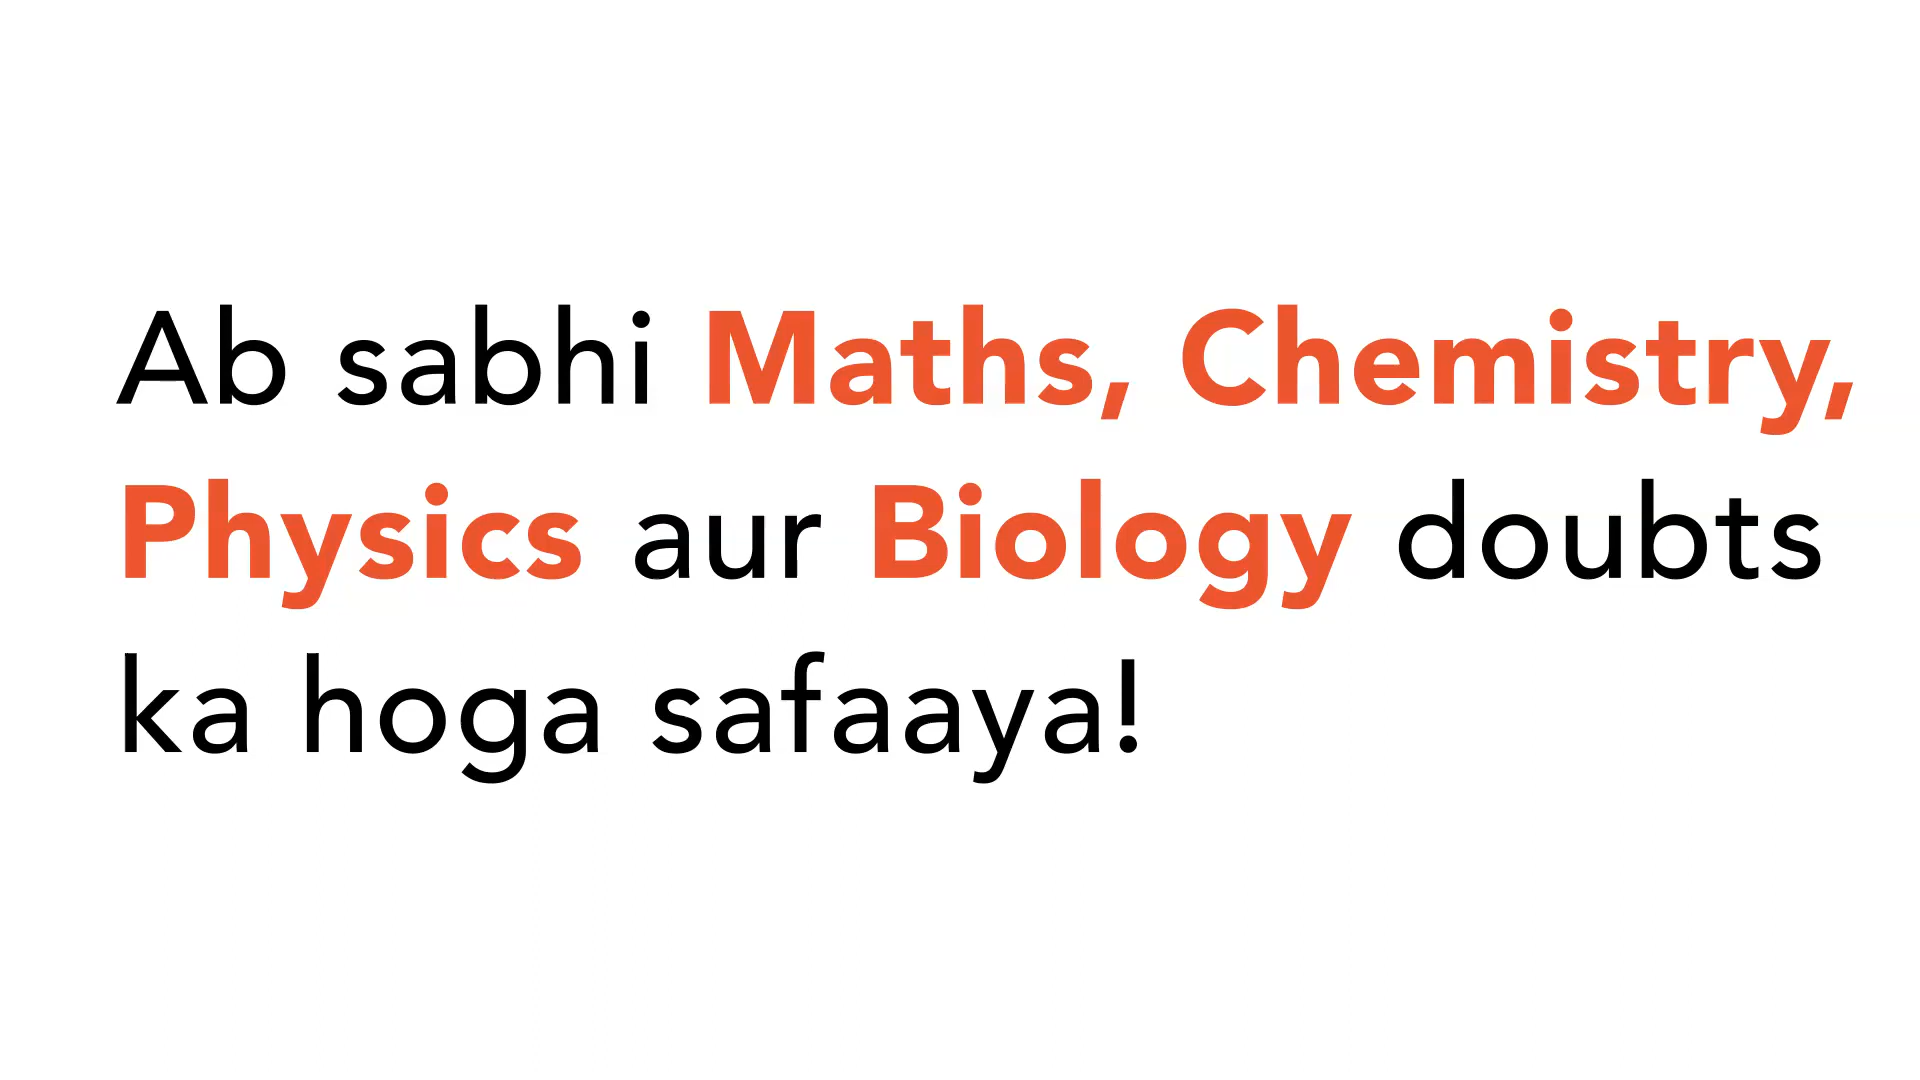 Ab sabhi Maths, Chemistry,
Physics aur Biology doubts
ka hoga safaaya!